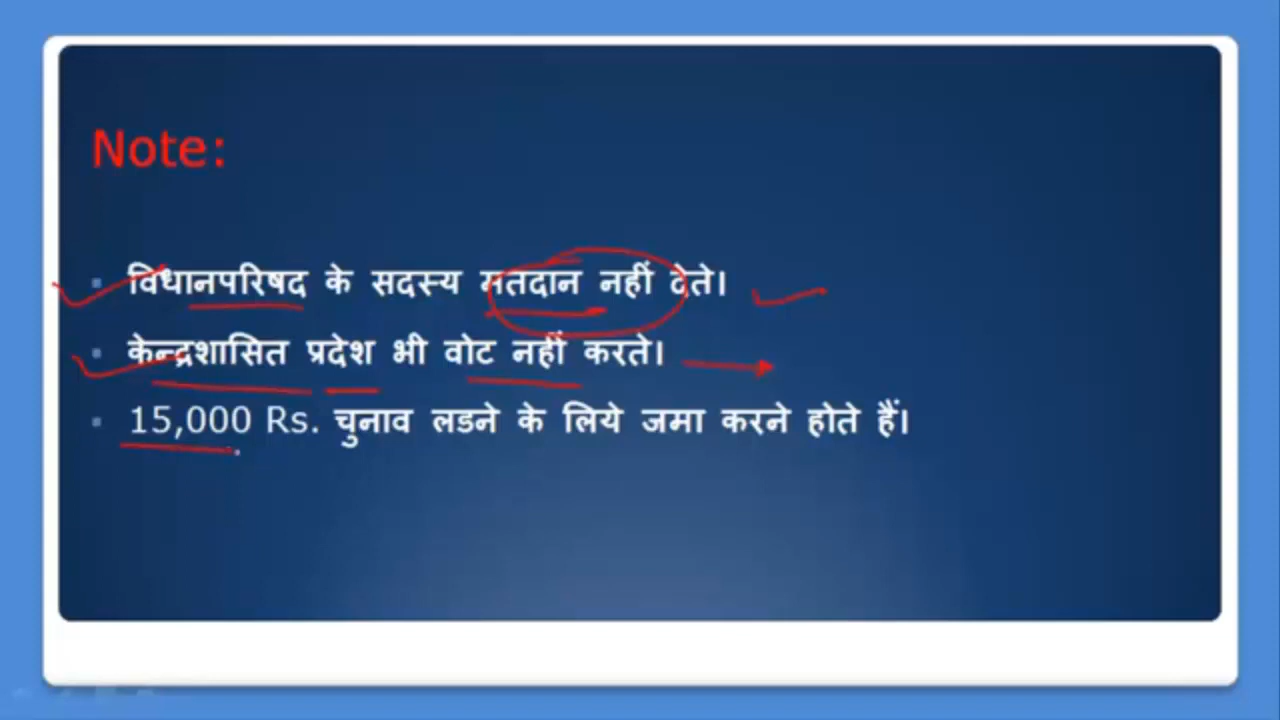 Note:
विधानपरिषद के सदस्य मतदान नहीं देते।
केन्द्रशासित प्रदेश भी वोट नहीं करते।
15,000 Rs. चुनाव लडने के लिये जमा करने होते हैं।